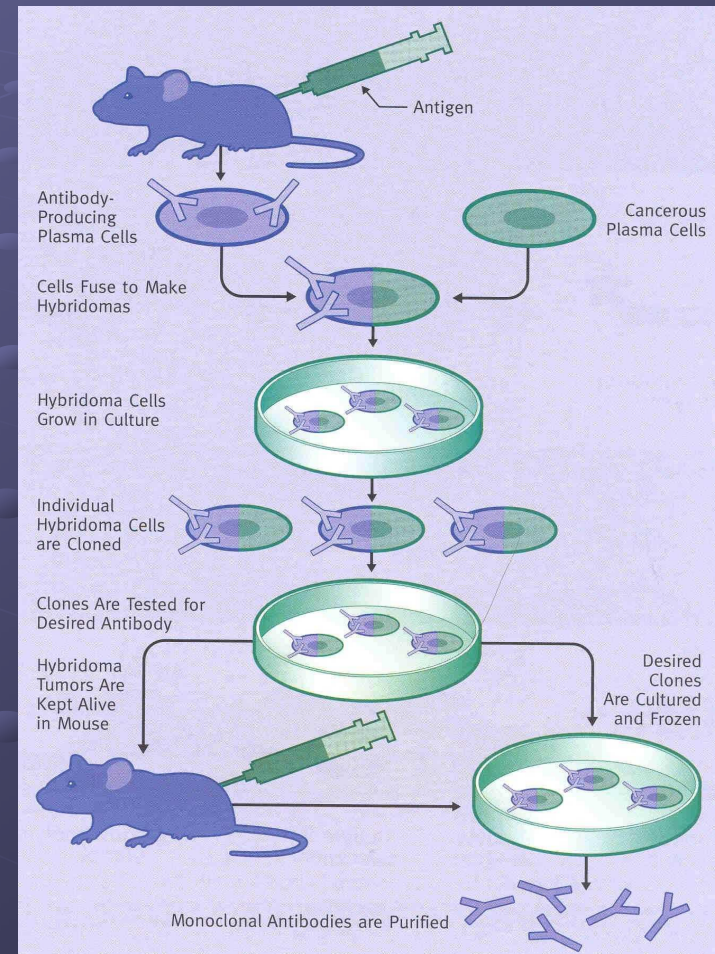 Antigen
Antibody-
Producing
Plasma Cells
Cancerous
Plasma Cells
Cells Fuse to Make
Hybridomas
Hybridoma Cells
Grow in Culture
Individual
Hybridoma Cells
are Cloned
Clones Are Tested for
Desired Antibody
Hybridoma
Tumors Are
Kept Alive
in Mouse
Desired
Clones
Are Cultured
and Frozen
Monoclonal Antibodies are Purified